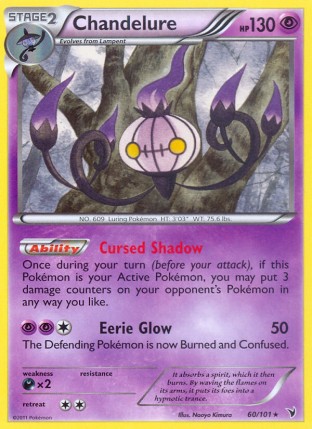 STAGE2
Chandelure
HP130
Evolves from Lampent
NO. 609 Luring Pokémon. HT: 3'03" WT: 75.6 lbs.
Ability Cursed Shadow
Once during your turn (before your attack), if this
Pokémon is your Active Pokémon, you may put 3
damage counters on your opponent's Pokémon in
any way you like.
Eerie Glow 50
The Defending Pokémon is now Burned and Confused.
weakness resistance
×2
retreat
It absorbs a spirit, which it then
burns. By waving the flames on its
arms, it puts its foes into a
hypnotic trance.
Illus. Naoyo Kimura
60/101 ★
©2011 Pokémon